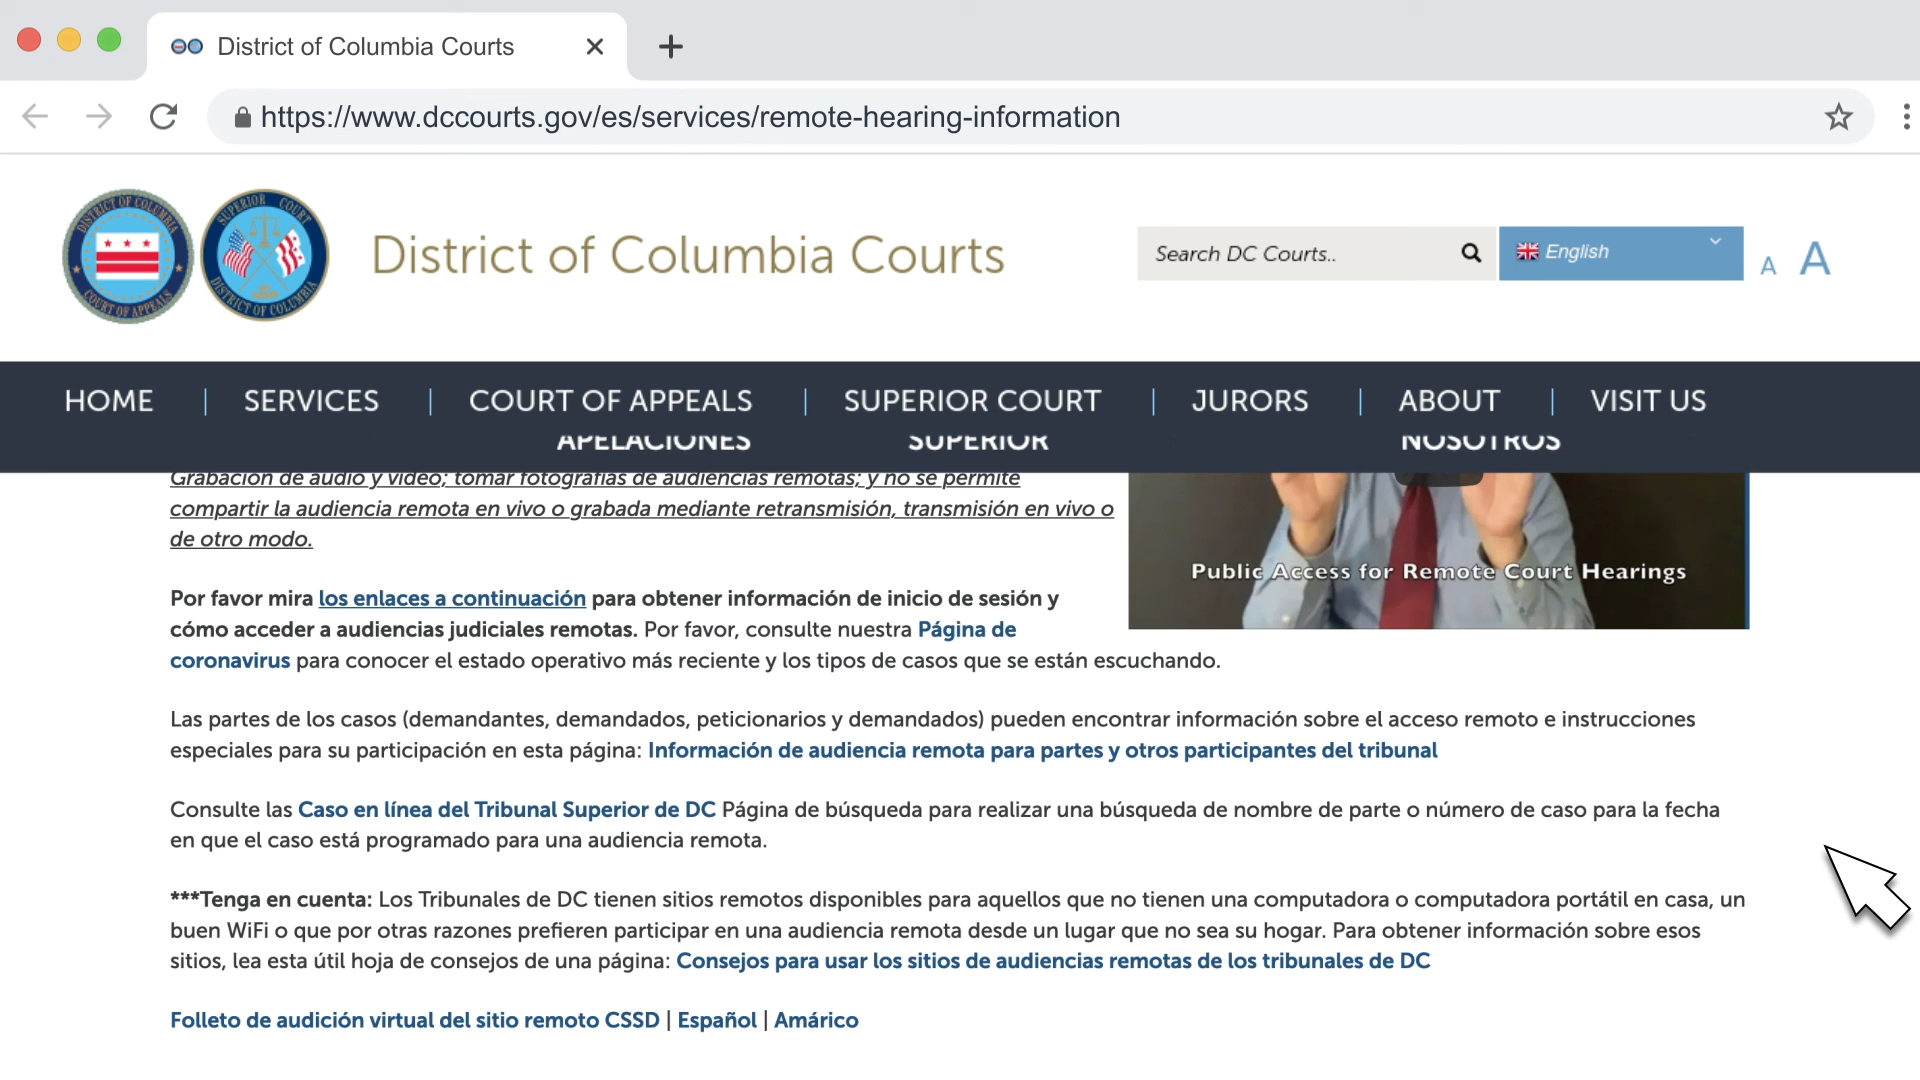 District of Columbia Courts
https://www.dccourts.gov/es/services/remote-hearing-information
DISTRICT OF COLUMBIA
COURT OF APPEALS
SUPERIOR COURT
DISTRICT OF COLUMBIA
District of Columbia Courts
Search DC Courts..
English
A A
HOME | SERVICES | COURT OF APPEALS | SUPERIOR COURT | JURORS | ABOUT | VISIT US
APELACIONES SUPERIOR NOSOTROS
Grabación de audio y video; tomar fotografías de audiencias remotas; y no se permite
compartir la audiencia remota en vivo o grabada mediante retransmisión, transmisión en vivo o
de otro modo.
Public Access for Remote Court Hearings
Por favor mira los enlaces a continuación para obtener información de inicio de sesión y
cómo acceder a audiencias judiciales remotas. Por favor, consulte nuestra Página de
coronavirus para conocer el estado operativo más reciente y los tipos de casos que se están escuchando.
Las partes de los casos (demandantes, demandados, peticionarios y demandados) pueden encontrar información sobre el acceso remoto e instrucciones
especiales para su participación en esta página: Información de audiencia remota para partes y otros participantes del tribunal
Consulte las Caso en línea del Tribunal Superior de DC Página de búsqueda para realizar una búsqueda de nombre de parte o número de caso para la fecha
en que el caso está programado para una audiencia remota.
***Tenga en cuenta: Los Tribunales de DC tienen sitios remotos disponibles para aquellos que no tienen una computadora o computadora portátil en casa, un
buen WiFi o que por otras razones prefieren participar en una audiencia remota desde un lugar que no sea su hogar. Para obtener información sobre esos
sitios, lea esta útil hoja de consejos de una página: Consejos para usar los sitios de audiencias remotas de los tribunales de DC
Folleto de audición virtual del sitio remoto CSSD | Español | Amárico